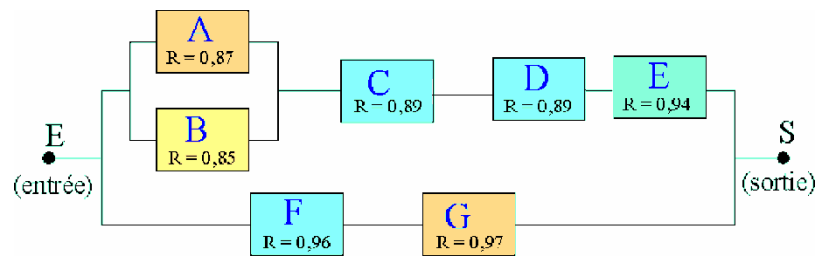 A
R = 0,87
C
R = 0,89
D
R = 0,89
E
R = 0,94
B
R = 0,85
E
(entrée)
S
(sortie)
F
R = 0,96
G
R = 0,97